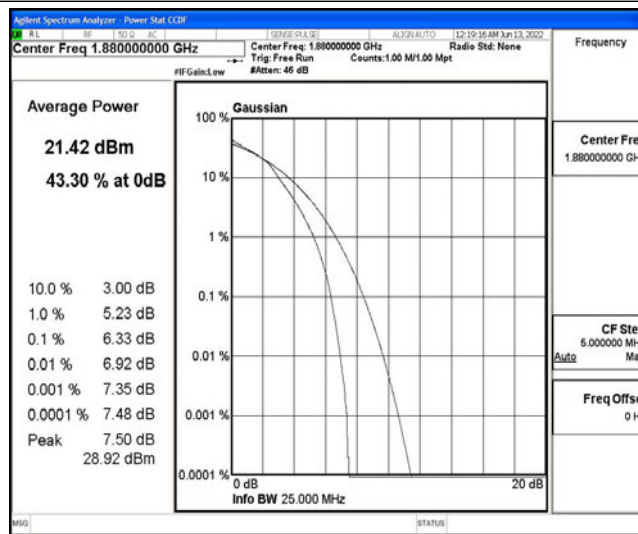 Agilent Spectrum Analyzer - Power Stat CCDF
RL RF 50 Ω AC SENSE:PULSE ALIGN AUTO 12:19:16 AM Jun 13, 2022
Center Freq 1.880000000 GHz
Center Freq: 1.880000000 GHz Radio Std: None
Trig: Free Run Counts:1.00 M/1.00 Mpt
#IFGain:Low #Atten: 46 dB
Frequency
Average Power
21.42 dBm
43.30 % at 0dB
10.0 % 3.00 dB
1.0 % 5.23 dB
0.1 % 6.33 dB
0.01 % 6.92 dB
0.001 % 7.35 dB
0.0001 % 7.48 dB
Peak 7.50 dB
28.92 dBm
Gaussian
100 %
10 %
1 %
0.1 %
0.01 %
0.001 %
0.0001 %
0 dB 20 dB
Info BW 25.000 MHz
Center Fre
1.880000000 GH
CF Ste
5.000000 MH
Auto Ma
Freq Offse
0 H
MSG STATUS